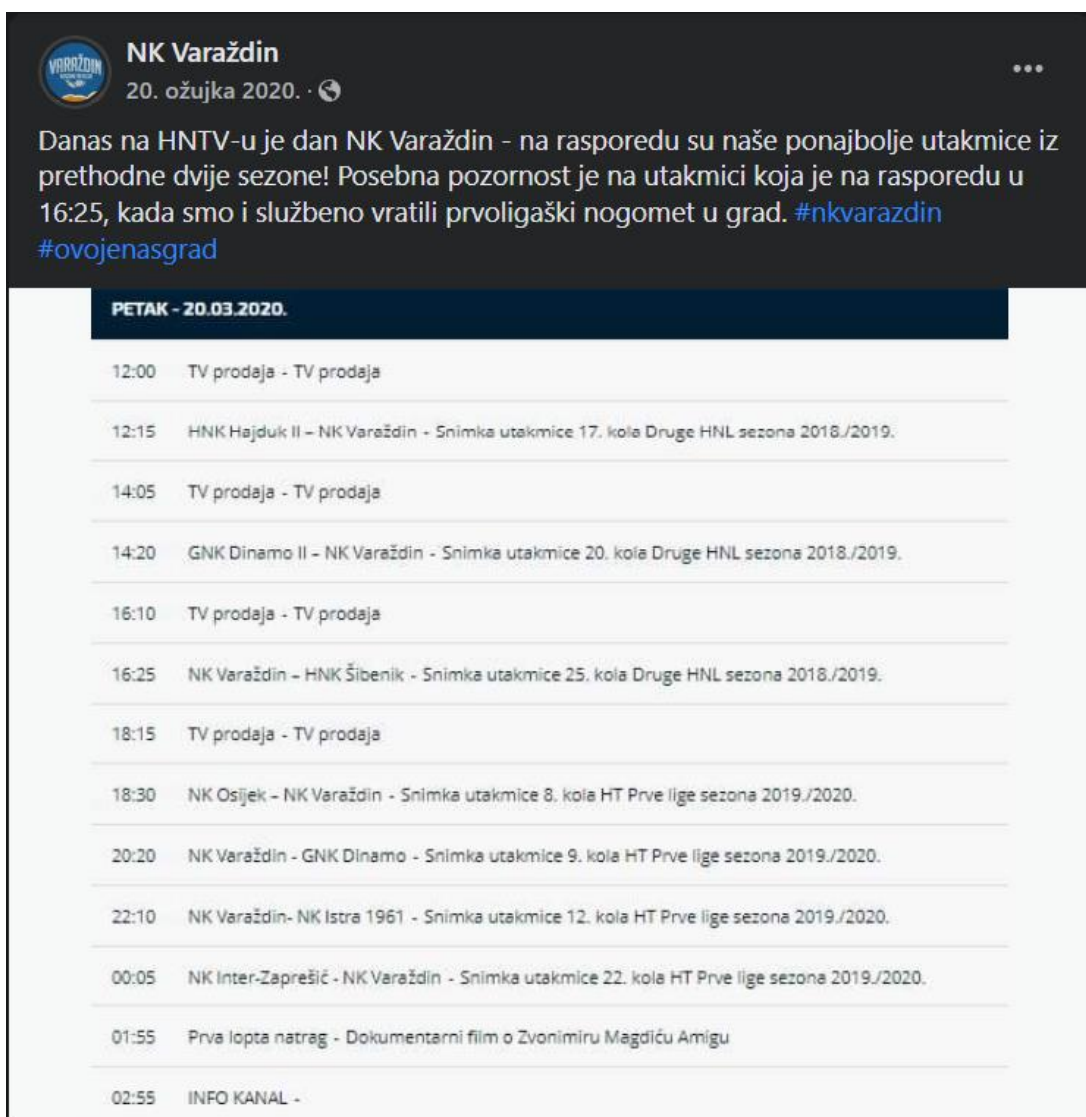 VARAŽDIN
NK Varaždin
20. ožujka 2020. ·
Danas na HNTV-u je dan NK Varaždin - na rasporedu su naše ponajbolje utakmice iz
prethodne dvije sezone! Posebna pozornost je na utakmici koja je na rasporedu u
16:25, kada smo i službeno vratili prvoligaški nogomet u grad. #nkvarazdin
#ovojenasgrad
PETAK - 20.03.2020.
12:00 TV prodaja - TV prodaja
12:15 HNK Hajduk II – NK Varaždin - Snimka utakmice 17. kola Druge HNL sezona 2018./2019.
14:05 TV prodaja - TV prodaja
14:20 GNK Dinamo II – NK Varaždin - Snimka utakmice 20. kola Druge HNL sezona 2018./2019.
16:10 TV prodaja - TV prodaja
16:25 NK Varaždin – HNK Šibenik - Snimka utakmice 25. kola Druge HNL sezona 2018./2019.
18:15 TV prodaja - TV prodaja
18:30 NK Osijek – NK Varaždin - Snimka utakmice 8. kola HT Prve lige sezona 2019./2020.
20:20 NK Varaždin - GNK Dinamo - Snimka utakmice 9. kola HT Prve lige sezona 2019./2020.
22:10 NK Varaždin- NK Istra 1961 - Snimka utakmice 12. kola HT Prve lige sezona 2019./2020.
00:05 NK Inter-Zaprešić - NK Varaždin - Snimka utakmice 22. kola HT Prve lige sezona 2019./2020.
01:55 Prva lopta natrag - Dokumentarni film o Zvonimiru Magdiću Amigu
02:55 INFO KANAL -